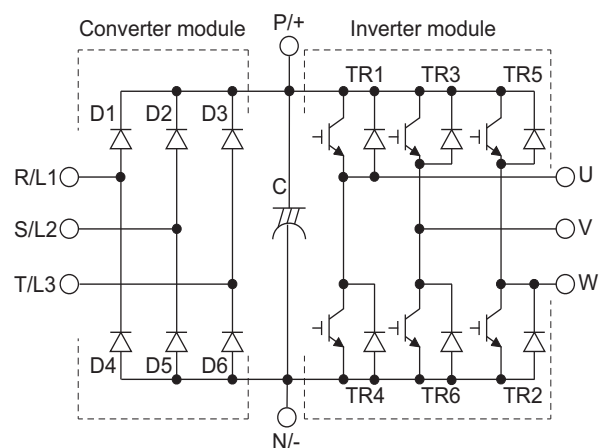 Converter module
P/+
Inverter module
D1
D2
D3
TR1
TR3
TR5
R/L1
C
U
S/L2
V
T/L3
W
D4
D5
D6
TR4
TR6
TR2
N/-